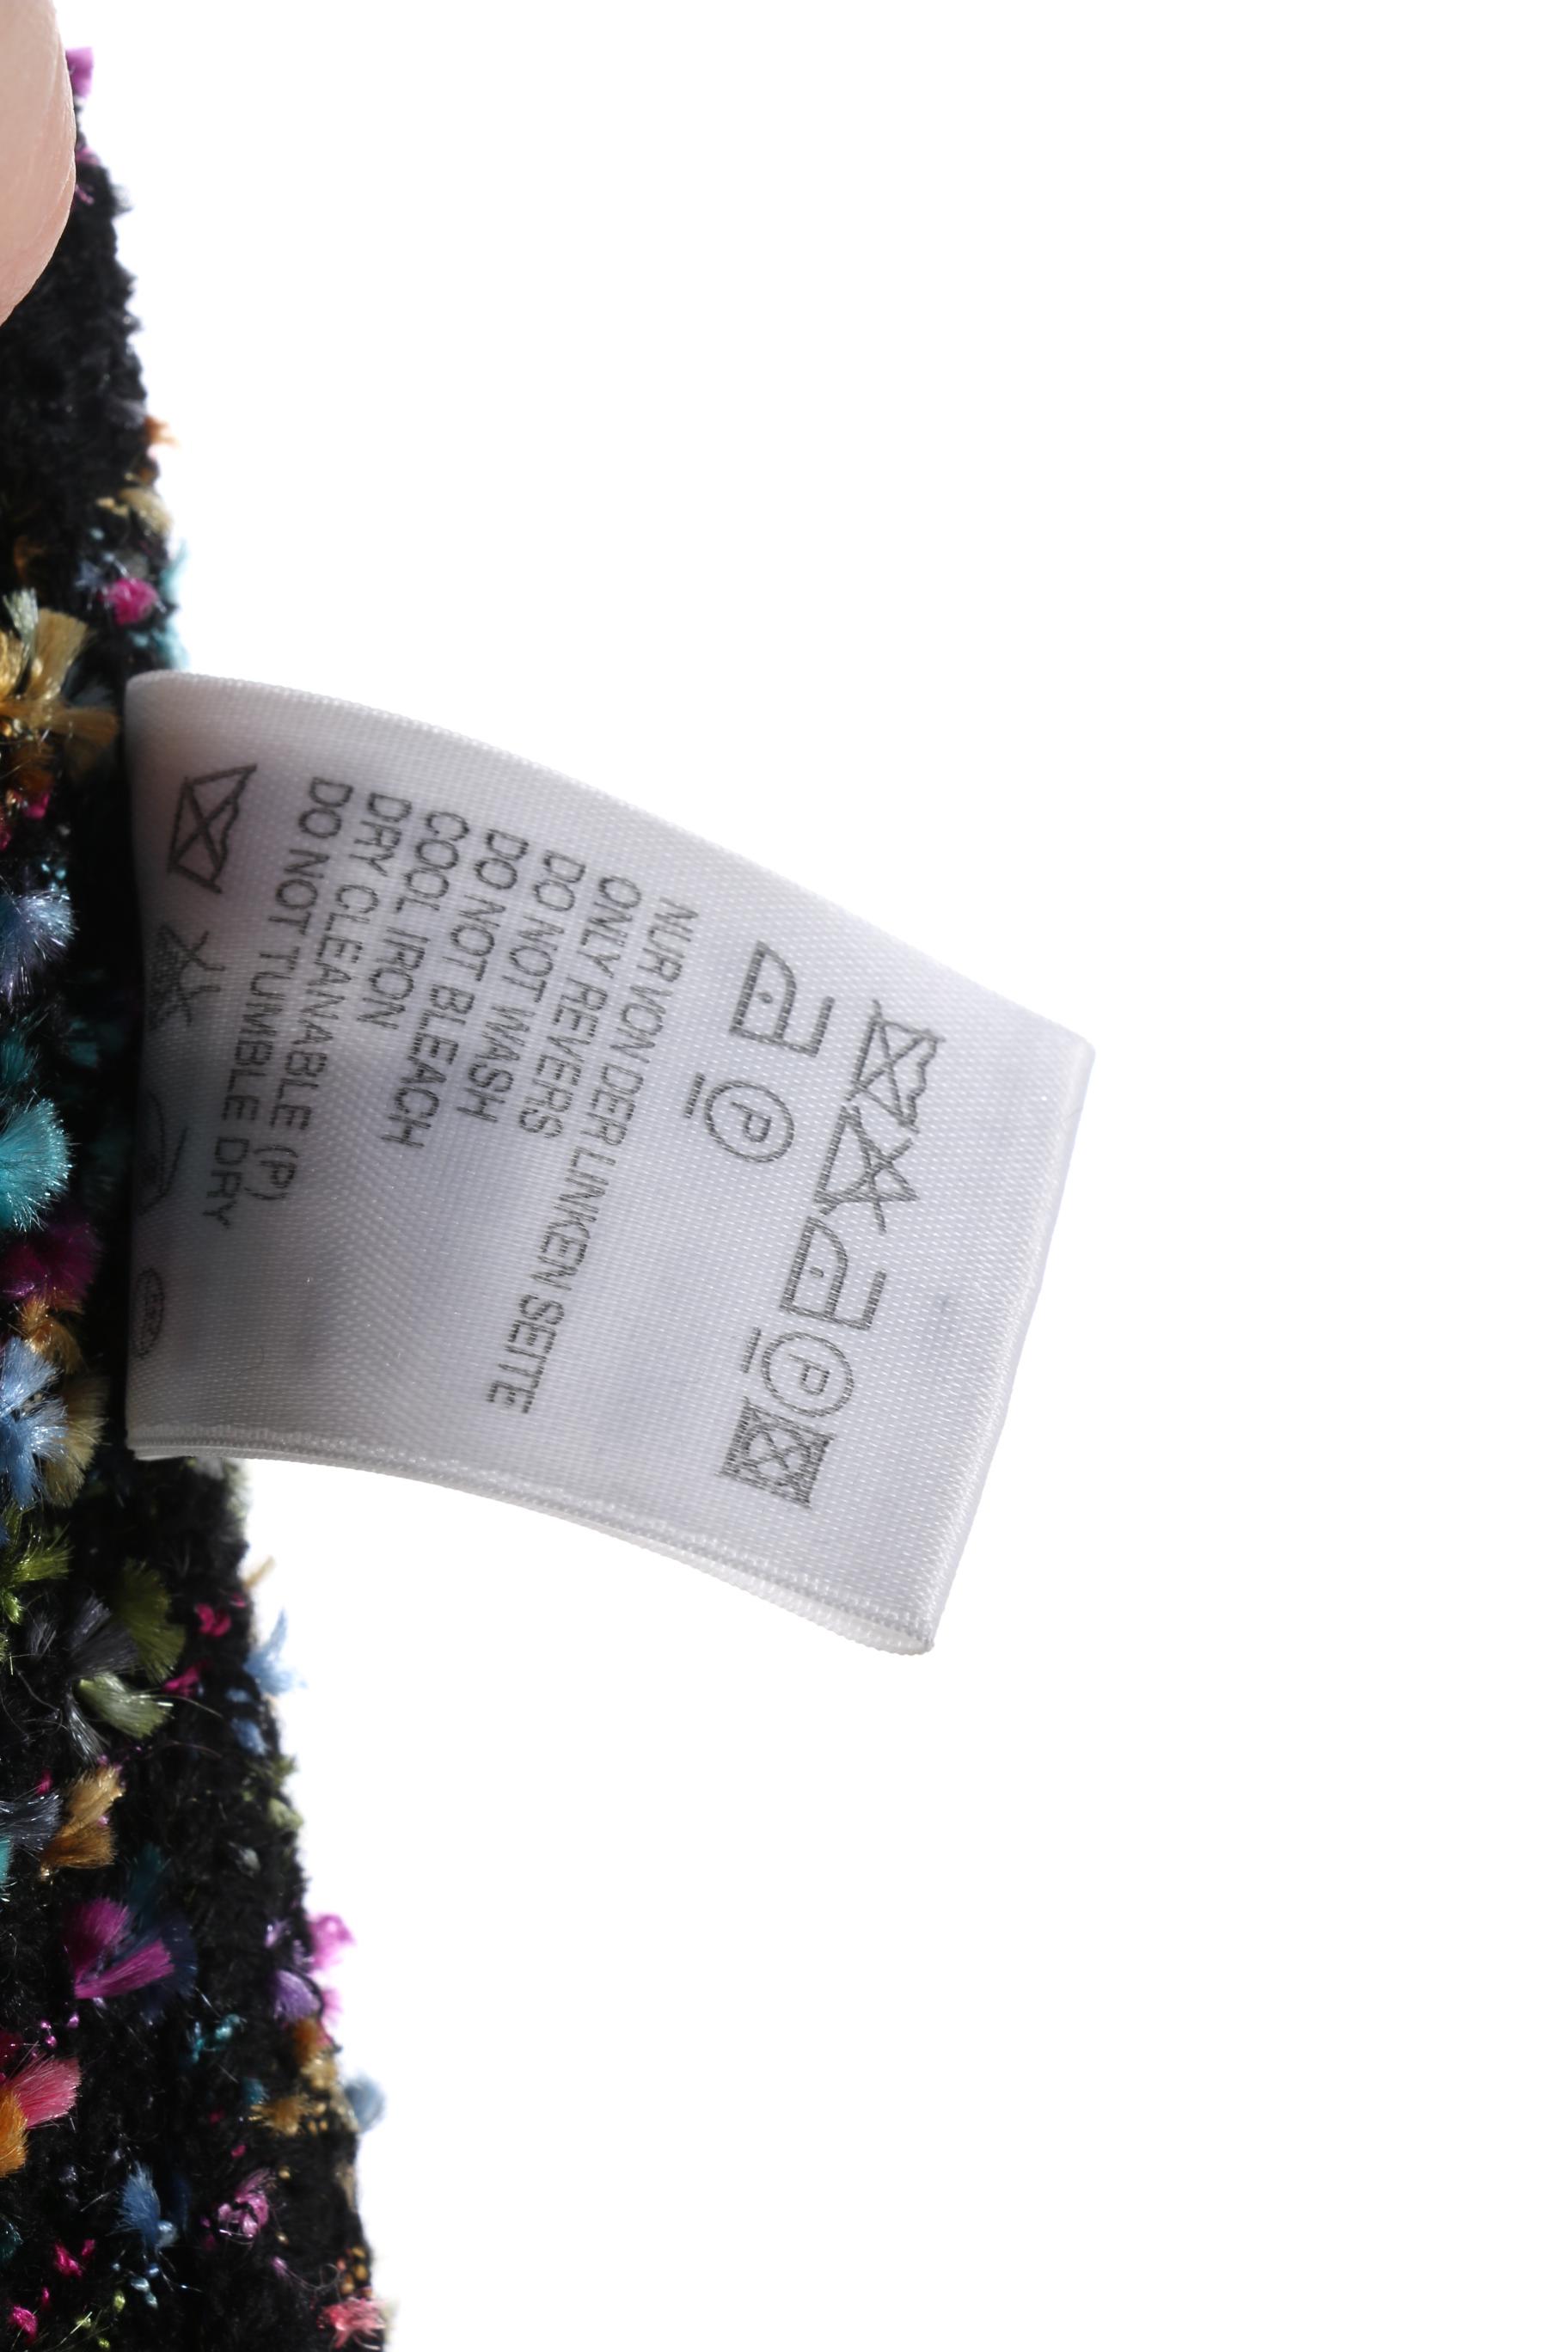 P
P
NUR VON DER LINKEN SEITE
ONLY REVERS
DO NOT WASH
DO NOT BLEACH
COOL IRON
DRY CLEANABLE (P)
DO NOT TUMBLE DRY